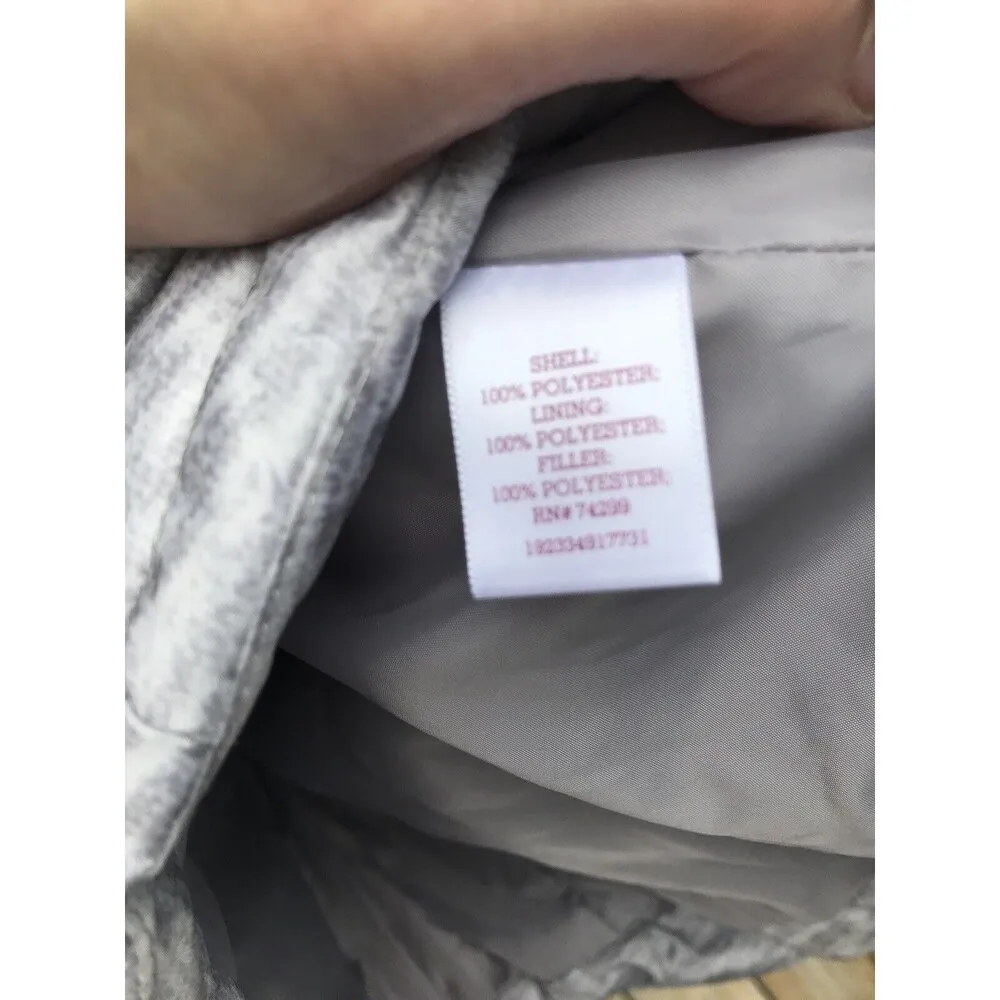 SHELL:
100% POLYESTER;
LINING:
100% POLYESTER;
FILLER:
100% POLYESTER;
RN# 74299
192334917731